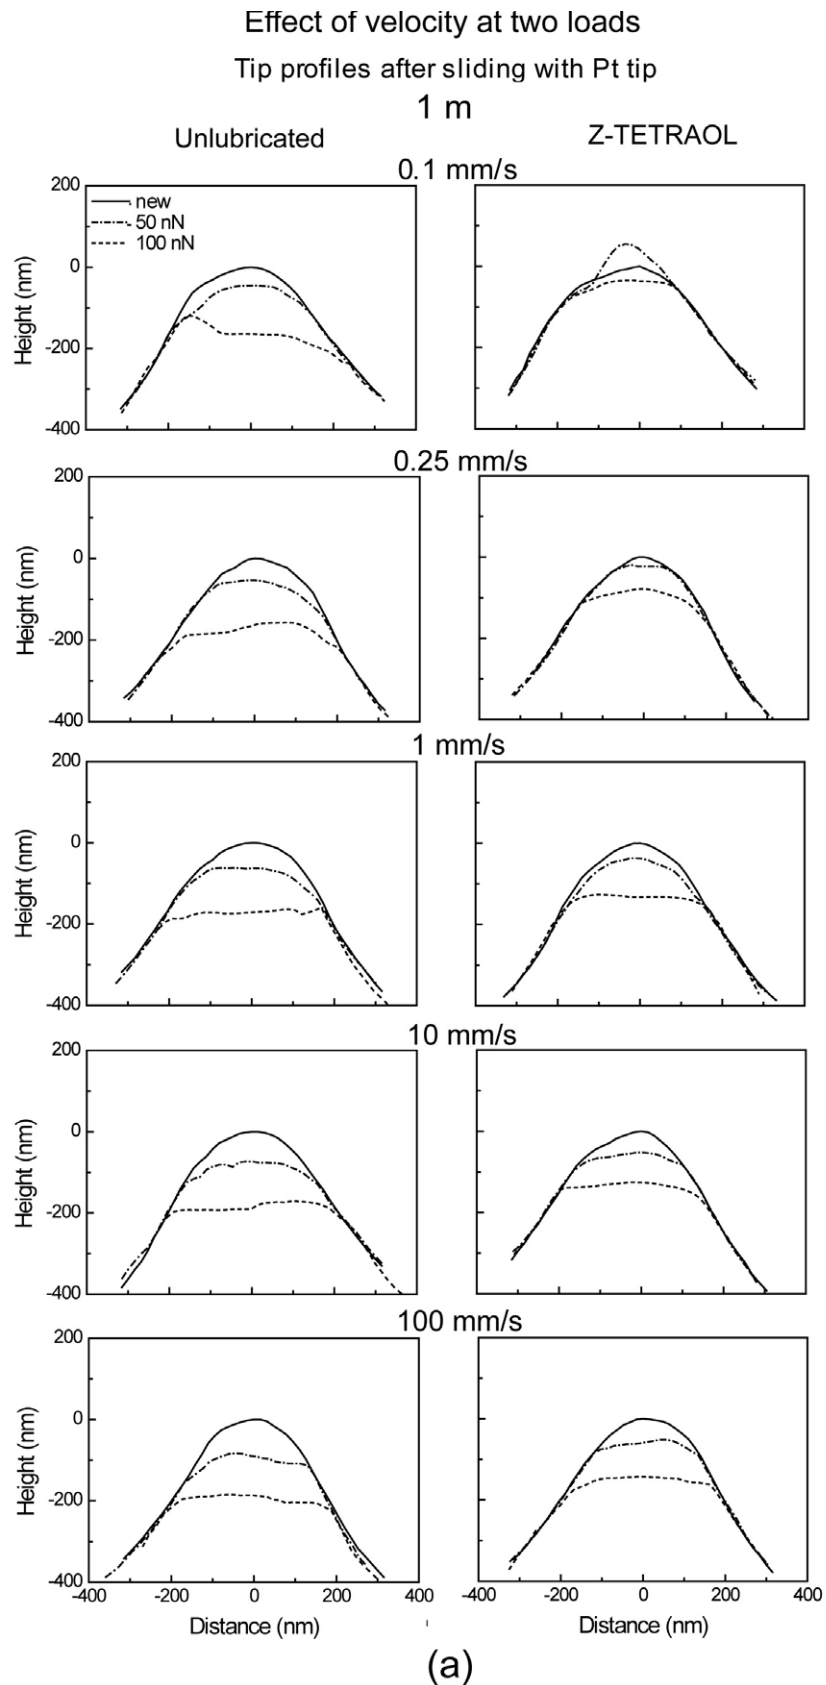 Effect of velocity at two loads
Tip profiles after sliding with Pt tip
1 m
Unlubricated
Z-TETRAOL
0.1 mm/s
new
50 nN
100 nN
Height (nm)
200
0
-200
-400
0.25 mm/s
Height (nm)
200
0
-200
-400
1 mm/s
Height (nm)
200
0
-200
-400
10 mm/s
Height (nm)
200
0
-200
-400
100 mm/s
Height (nm)
200
0
-200
-400
-400 -200 0 200 400
-400 -200 0 200 400
Distance (nm)
Distance (nm)
(a)